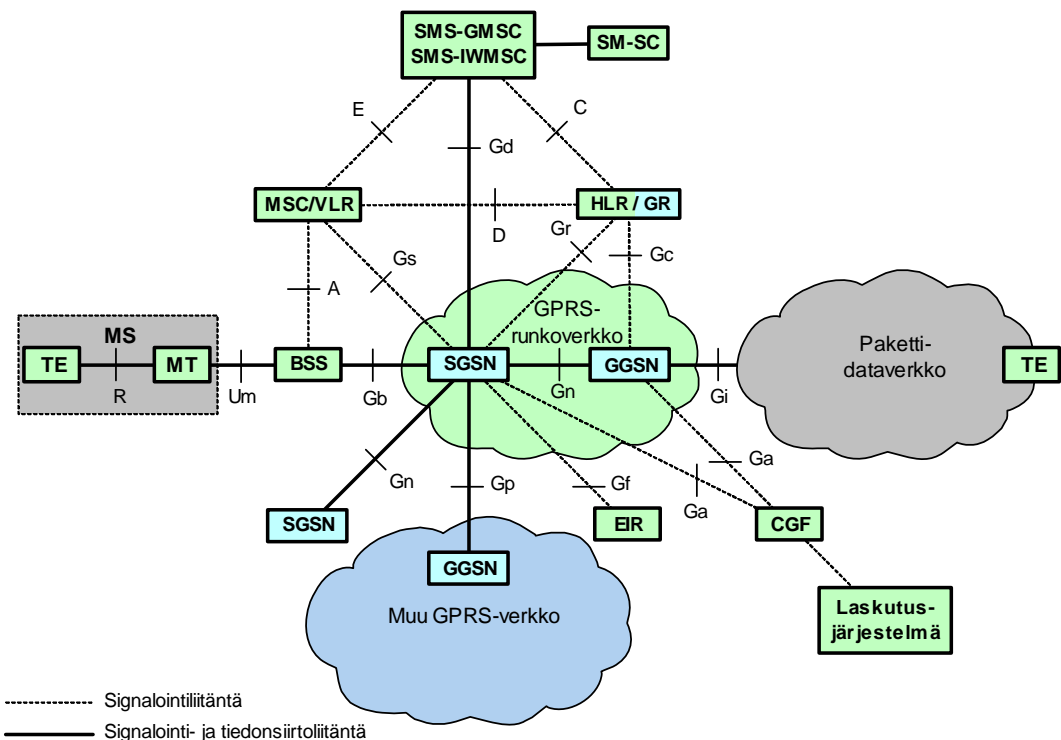 SMS-GMSC
SMS-IWMSC
SM-SC
E
C
Gd
MSC/VLR
HLR / GR
D
Gr
Gs
Gc
A
GPRS-
runkoverkko
MS
TE
MT
BSS
SGSN
GGSN
Paketti-
dataverkko
TE
R
Um
Gb
Gn
Gi
Gn
Gp
Gf
Ga
Ga
SGSN
EIR
CGF
GGSN
Muu GPRS-verkko
Laskutus-
järjestelmä
Signalointiliitäntä
Signalointi- ja tiedonsiirtoliitäntä